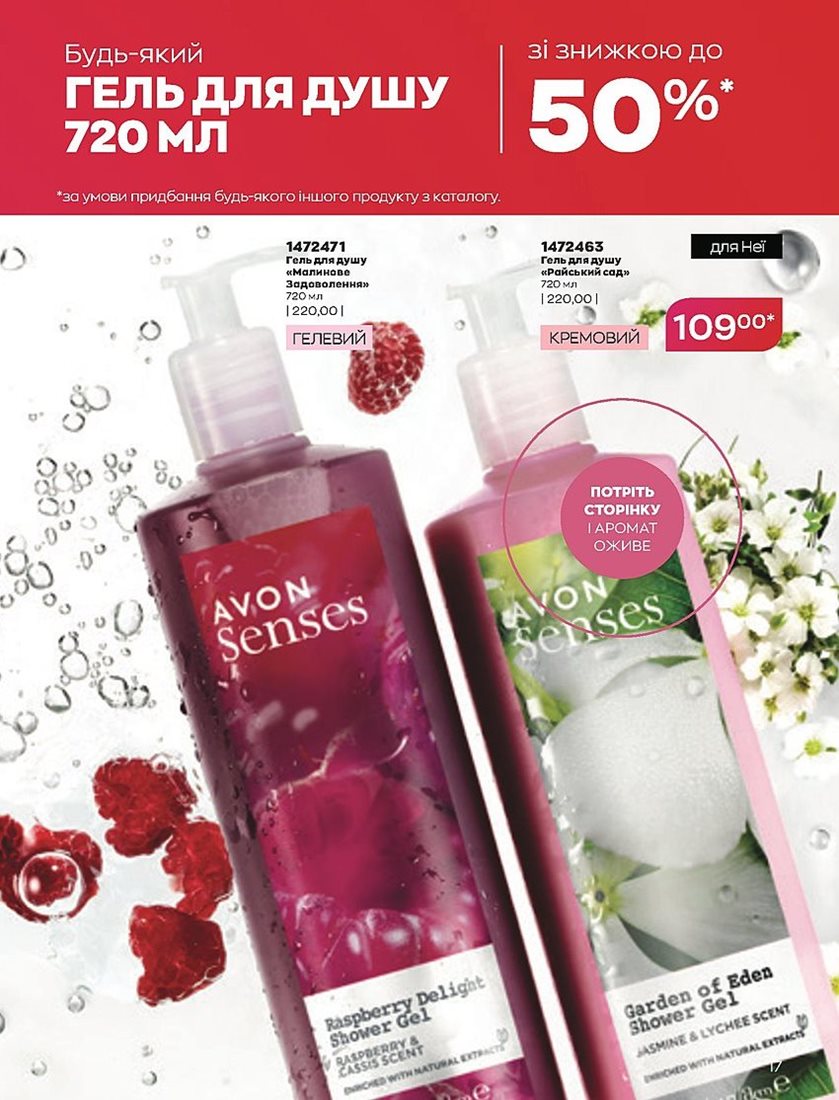 Будь-який
ГЕЛЬ ДЛЯ ДУШУ
720 МЛ
ЗІ ЗНИЖКОЮ ДО
50%*
*за умови придбання будь-якого іншого продукту з каталогу.
1472471
Гель для душу
«Малинове
Задоволення»
720 мл
| 220,00 |
ГЕЛЕВИЙ
1472463
Гель для душу
«Райський сад»
720 мл
| 220,00 |
КРЕМОВИЙ
для Неї
109⁰⁰*
ПОТРІТЬ
СТОРІНКУ
І АРОМАТ
ОЖИВЕ
AVON
senses
Raspberry Delight
Shower Gel
RASPBERRY &
CASSIS SCENT
ENRICHED WITH NATURAL EXTRACTS
AVON
senses
Garden of Eden
Shower Gel
JASMINE & LYCHEE SCENT
ENRICHED WITH NATURAL EXTRACTS
17